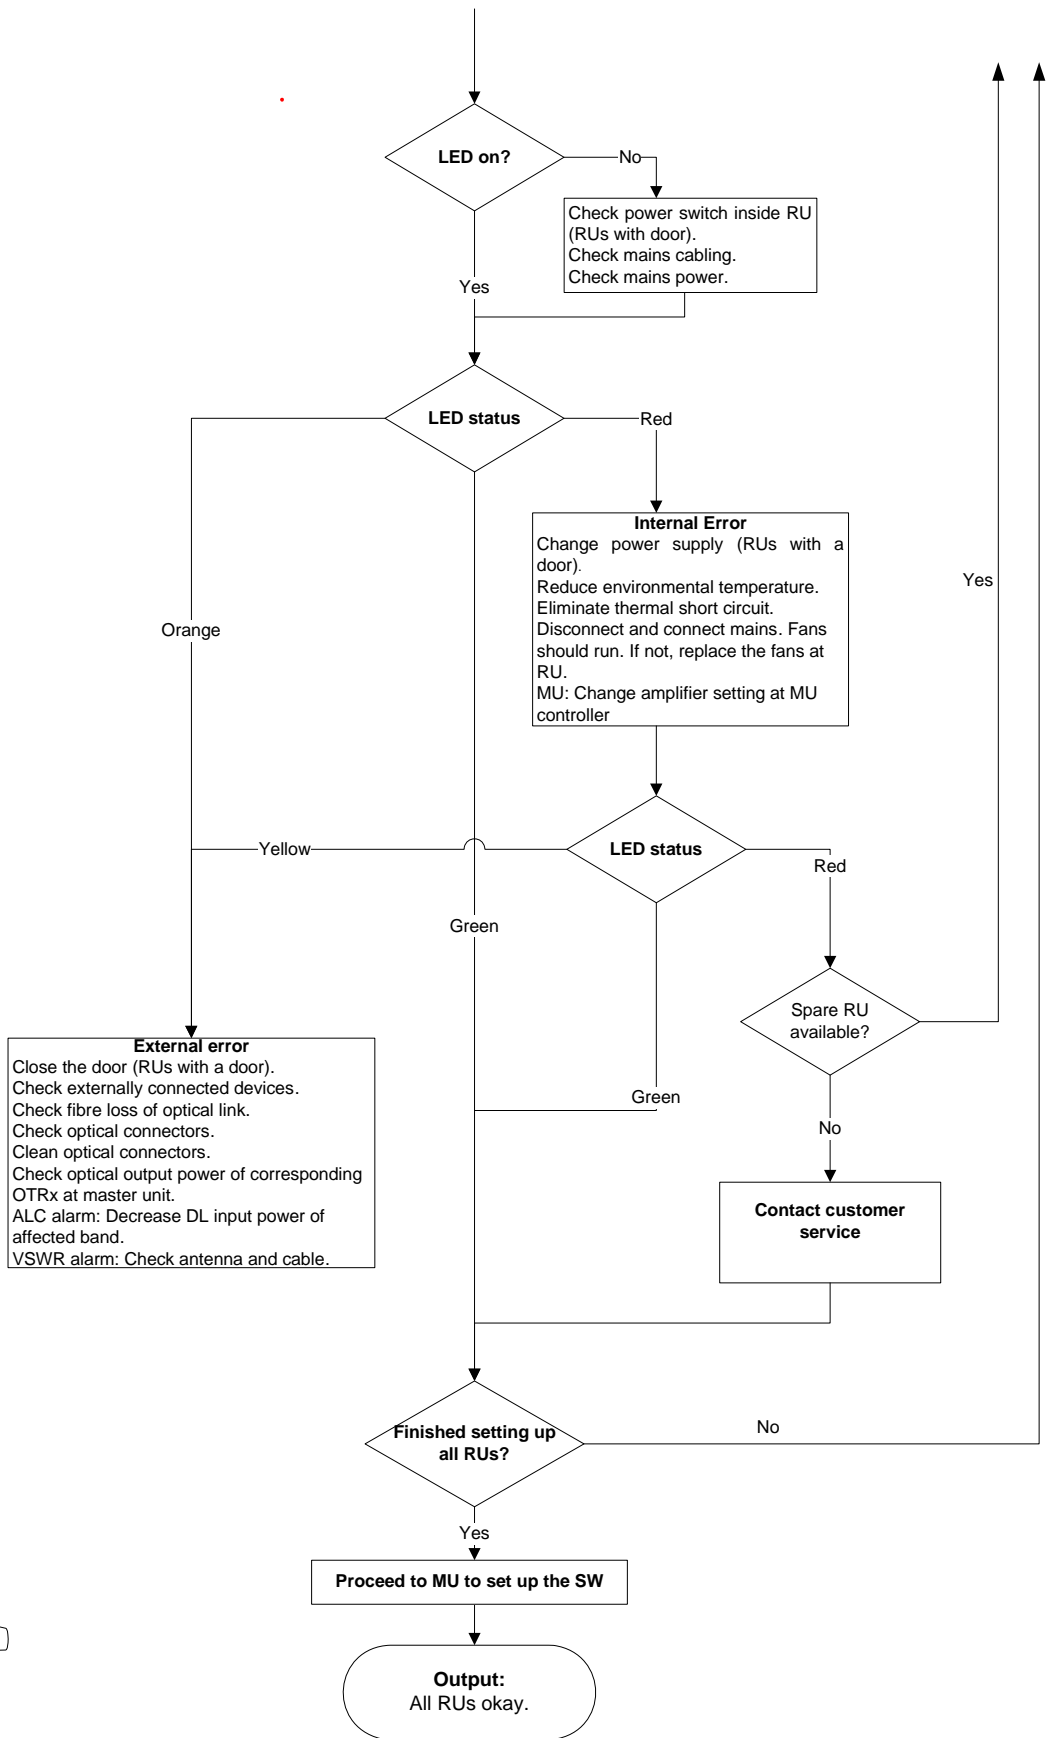 LED on?
No
Check power switch inside RU
(RUs with door).
Check mains cabling.
Check mains power.
Yes
LED status
Red
Internal Error
Change power supply (RUs with a
door).
Reduce environmental temperature.
Eliminate thermal short circuit.
Disconnect and connect mains. Fans
should run. If not, replace the fans at
RU.
MU: Change amplifier setting at MU
controller
Yes
Orange
Yellow
LED status
Red
Green
Spare RU
available?
External error
Close the door (RUs with a door).
Check externally connected devices.
Check fibre loss of optical link.
Check optical connectors.
Clean optical connectors.
Check optical output power of corresponding
OTRx at master unit.
ALC alarm: Decrease DL input power of
affected band.
VSWR alarm: Check antenna and cable.
Green
No
Contact customer
service
Finished setting up
all RUs?
No
Yes
Proceed to MU to set up the SW
Output:
All RUs okay.